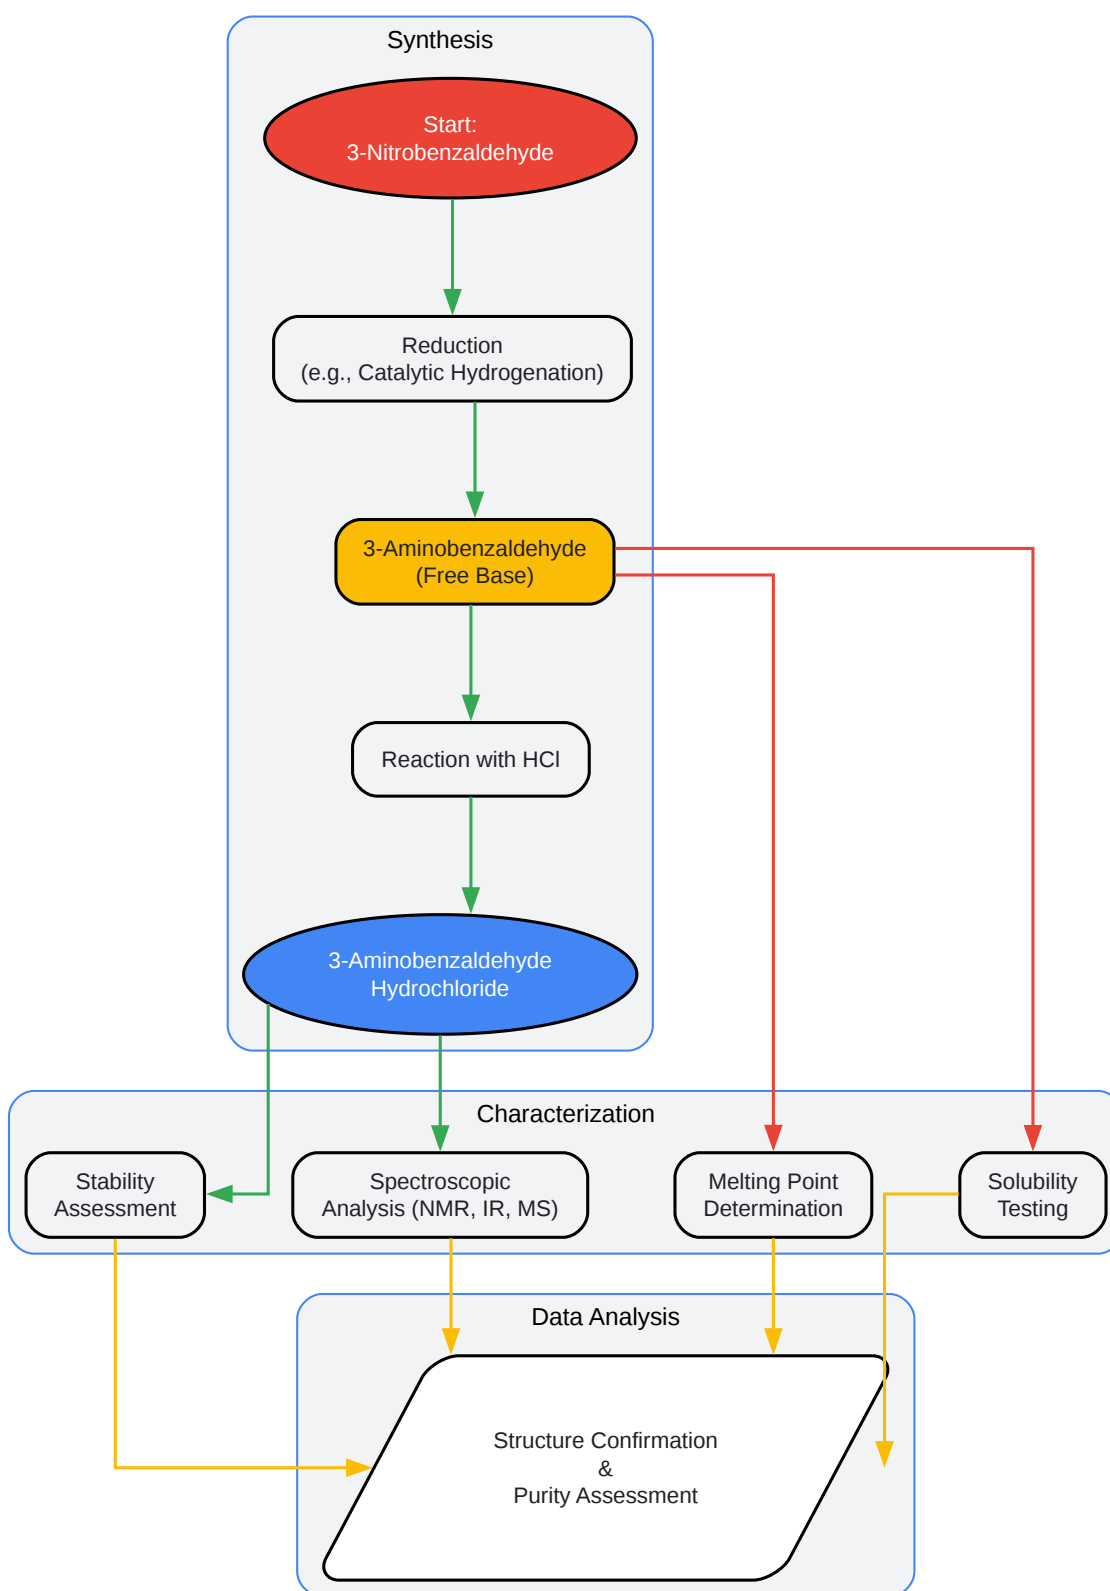 Synthesis
Start:
3-Nitrobenzaldehyde
Reduction
(e.g., Catalytic Hydrogenation)
3-Aminobenzaldehyde
(Free Base)
Reaction with HCl
3-Aminobenzaldehyde
Hydrochloride
Characterization
Stability
Assessment
Spectroscopic
Analysis (NMR, IR, MS)
Melting Point
Determination
Solubility
Testing
Data Analysis
Structure Confirmation
&
Purity Assessment